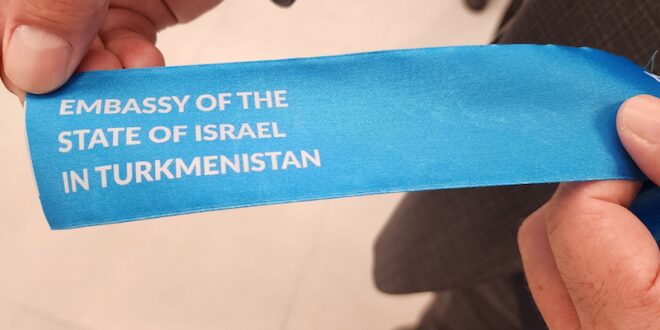 EMBASSY OF THE
STATE OF ISRAEL
IN TURKMENISTAN